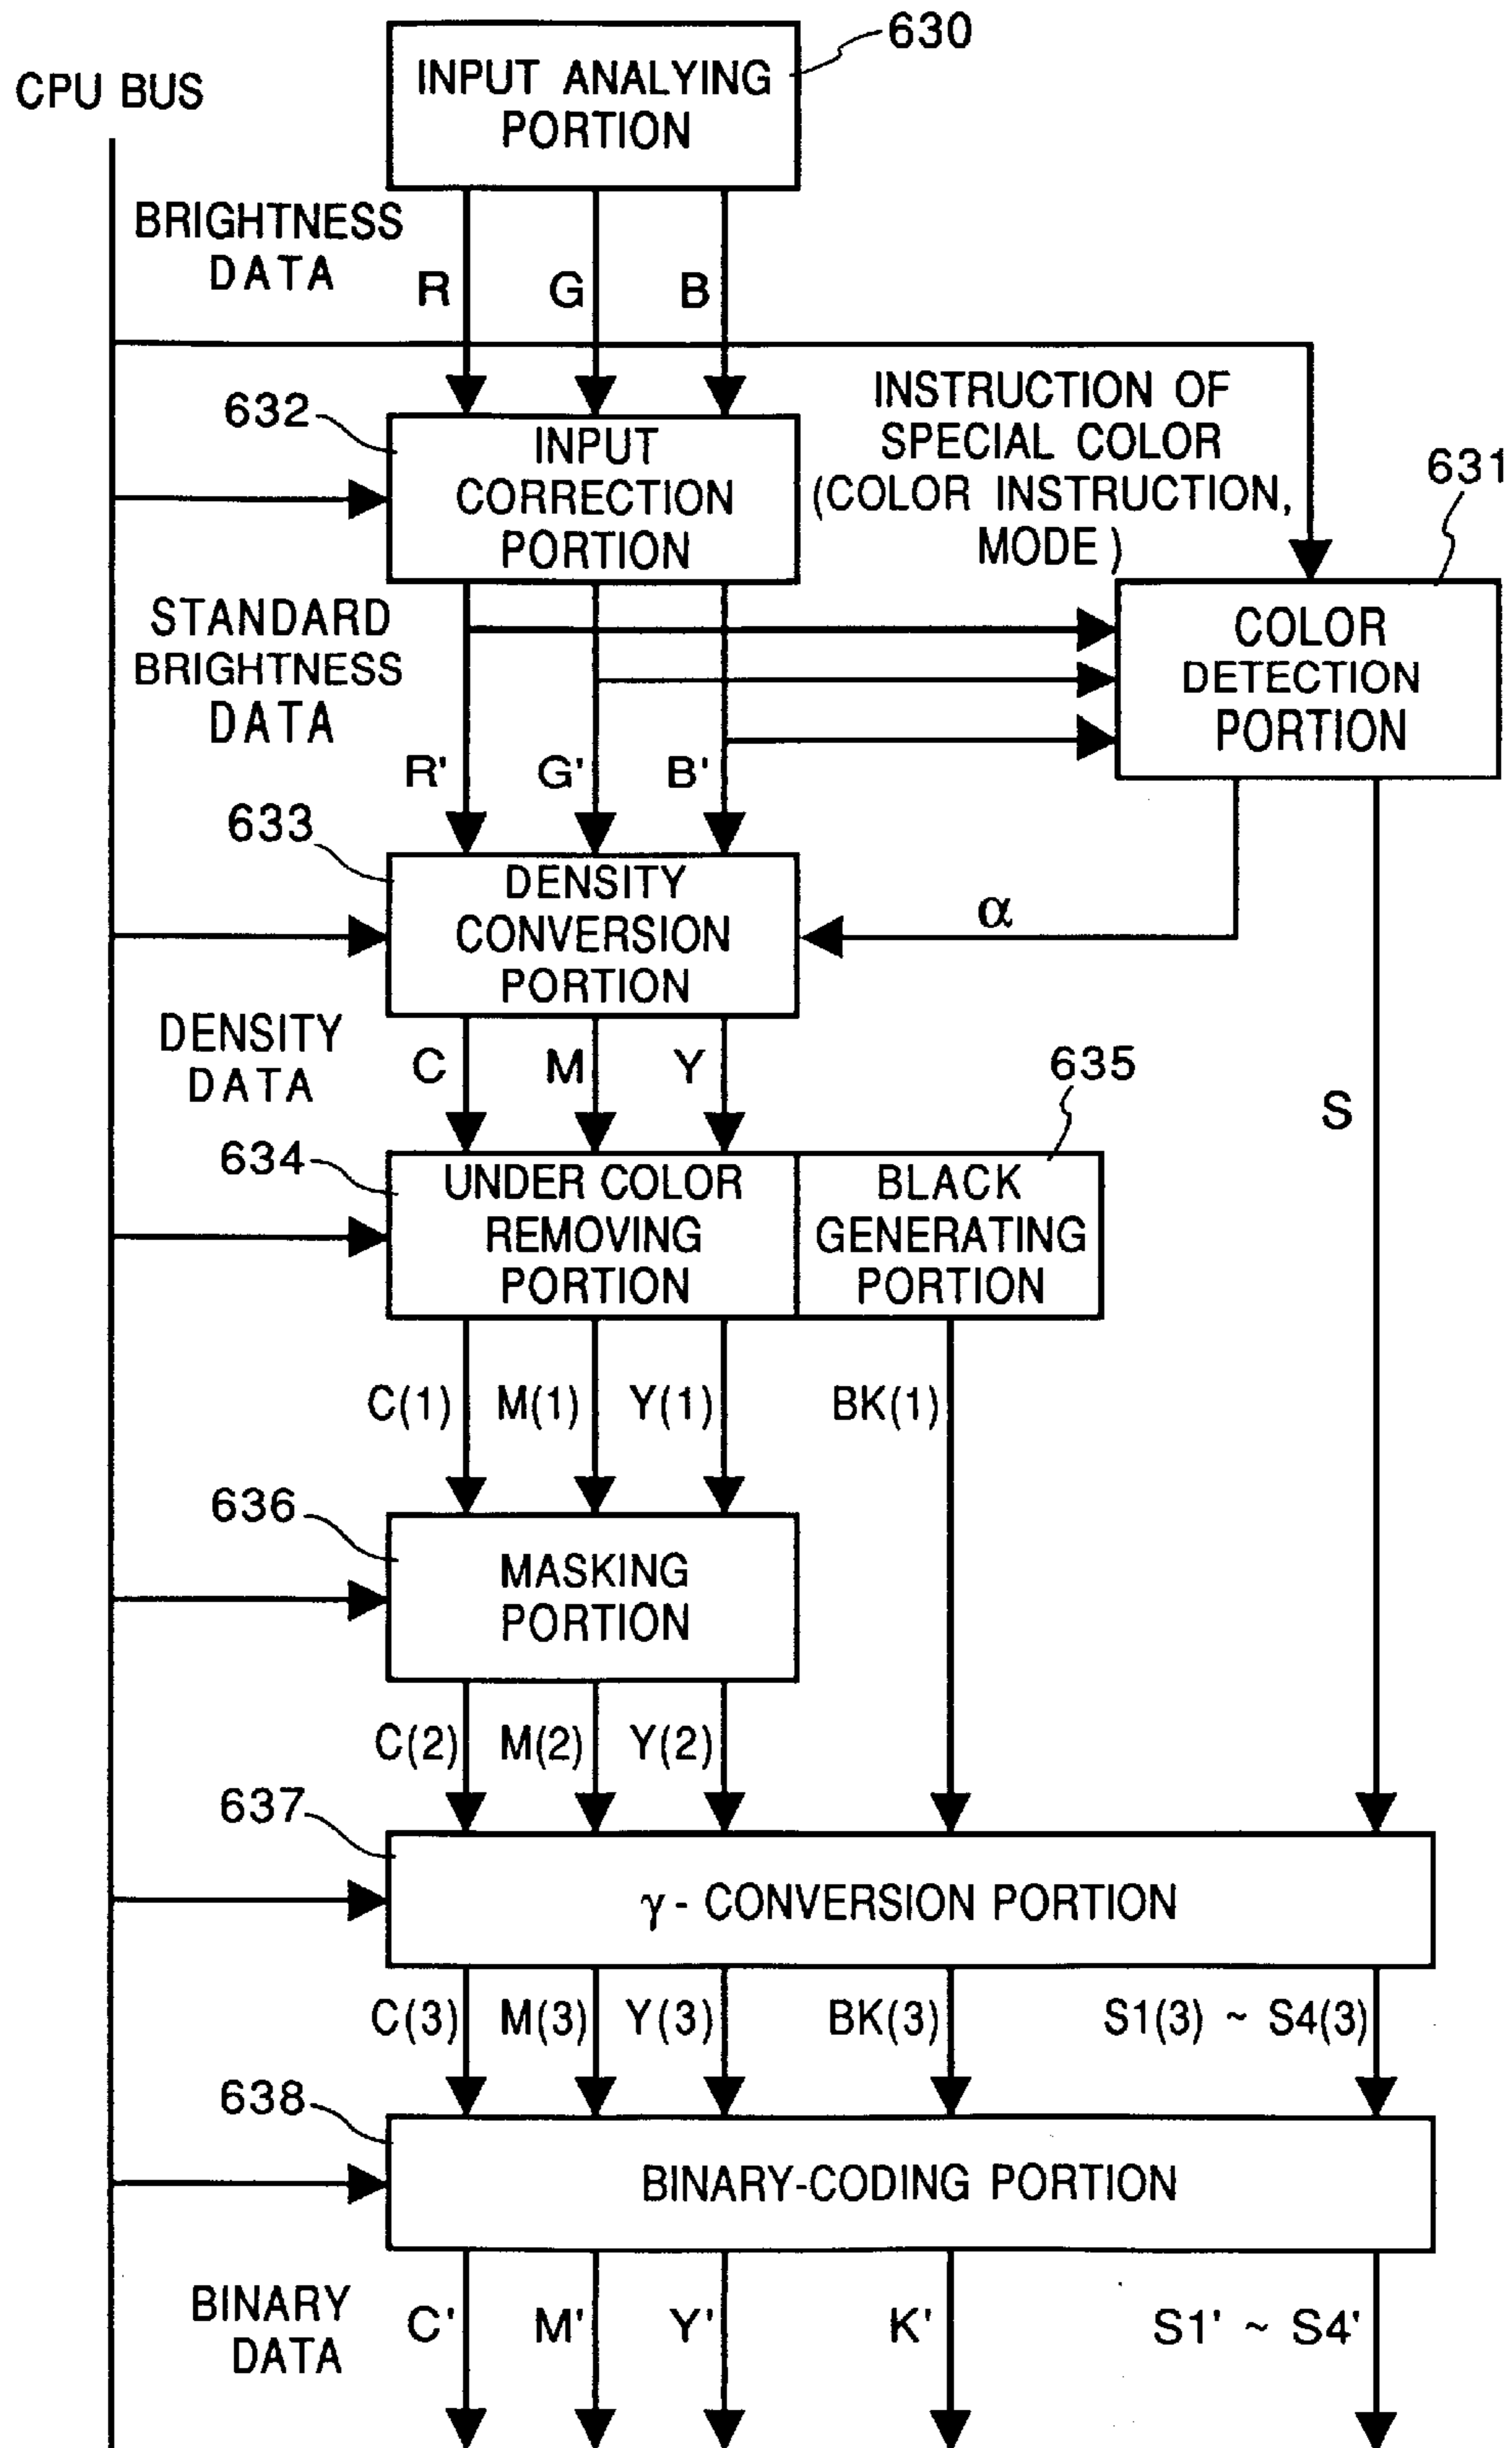 630
INPUT ANALYING
PORTION
CPU BUS
BRIGHTNESS
DATA
R
G
B
632
INPUT
CORRECTION
PORTION
INSTRUCTION OF
SPECIAL COLOR
(COLOR INSTRUCTION,
MODE)
631
STANDARD
BRIGHTNESS
DATA
COLOR
DETECTION
PORTION
R'
G'
B'
633
DENSITY
CONVERSION
PORTION
α
DENSITY
DATA
C
M
Y
635
S
634
UNDER COLOR
REMOVING
PORTION
BLACK
GENERATING
PORTION
C(1)
M(1)
Y(1)
BK(1)
636
MASKING
PORTION
C(2)
M(2)
Y(2)
637
γ- CONVERSION PORTION
C(3)
M(3)
Y(3)
BK(3)
S1(3) ~ S4(3)
638
BINARY-CODING PORTION
BINARY
DATA
C'
M'
Y'
K'
S1' ~ S4'